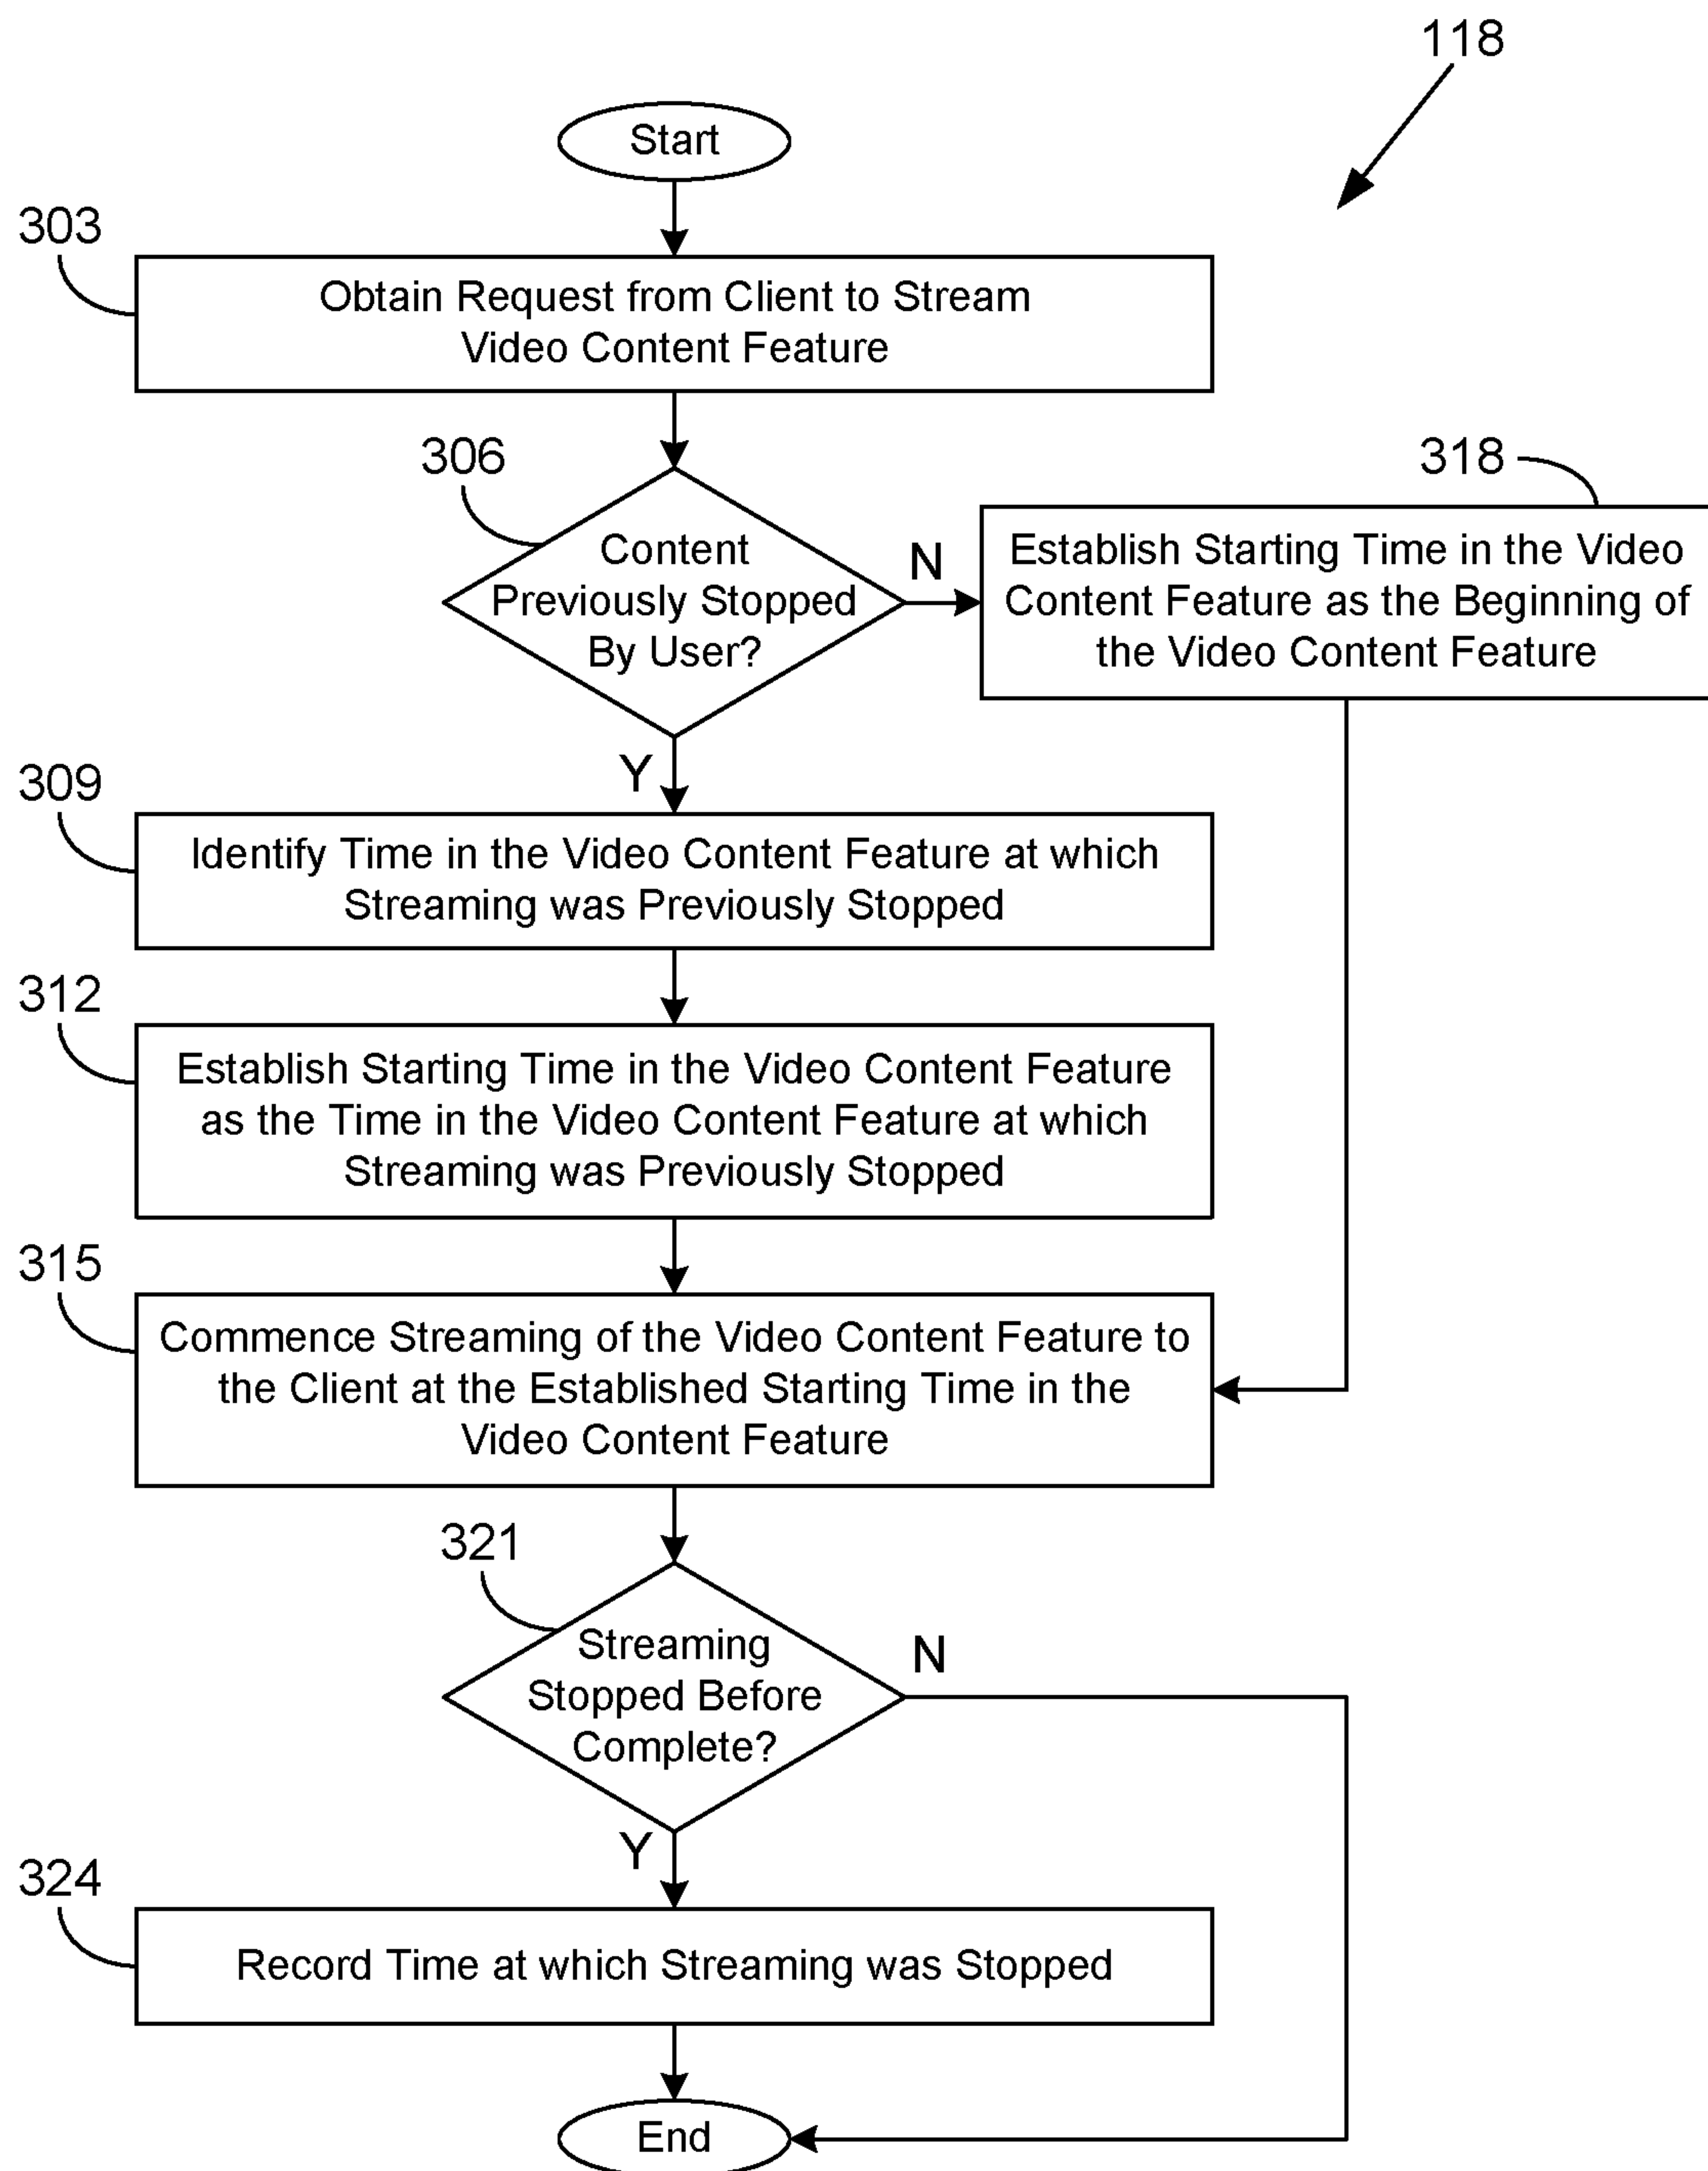 118
Start
303
Obtain Request from Client to Stream
Video Content Feature
306
Content
Previously Stopped
By User?
N
318
Establish Starting Time in the Video
Content Feature as the Beginning of
the Video Content Feature
Y
309
Identify Time in the Video Content Feature at which
Streaming was Previously Stopped
312
Establish Starting Time in the Video Content Feature
as the Time in the Video Content Feature at which
Streaming was Previously Stopped
315
Commence Streaming of the Video Content Feature to
the Client at the Established Starting Time in the
Video Content Feature
321
Streaming
Stopped Before
Complete?
N
Y
324
Record Time at which Streaming was Stopped
End